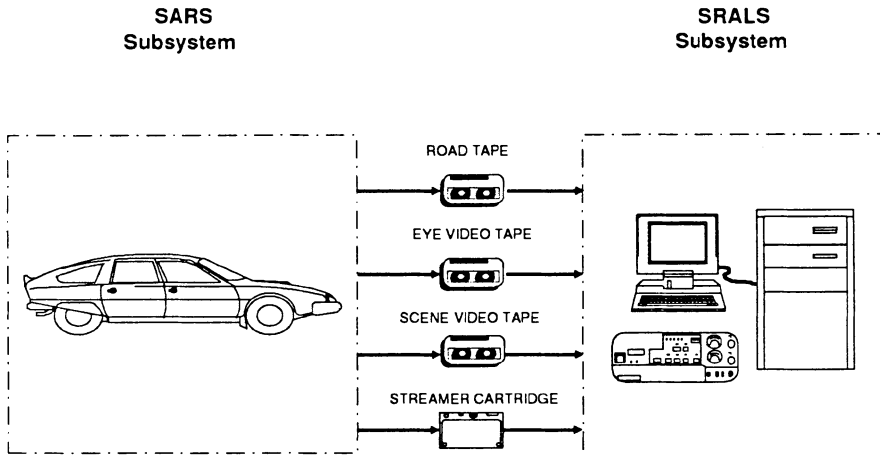 SARS
Subsystem
SRALS
Subsystem
ROAD TAPE
EYE VIDEO TAPE
SCENE VIDEO TAPE
STREAMER CARTRIDGE